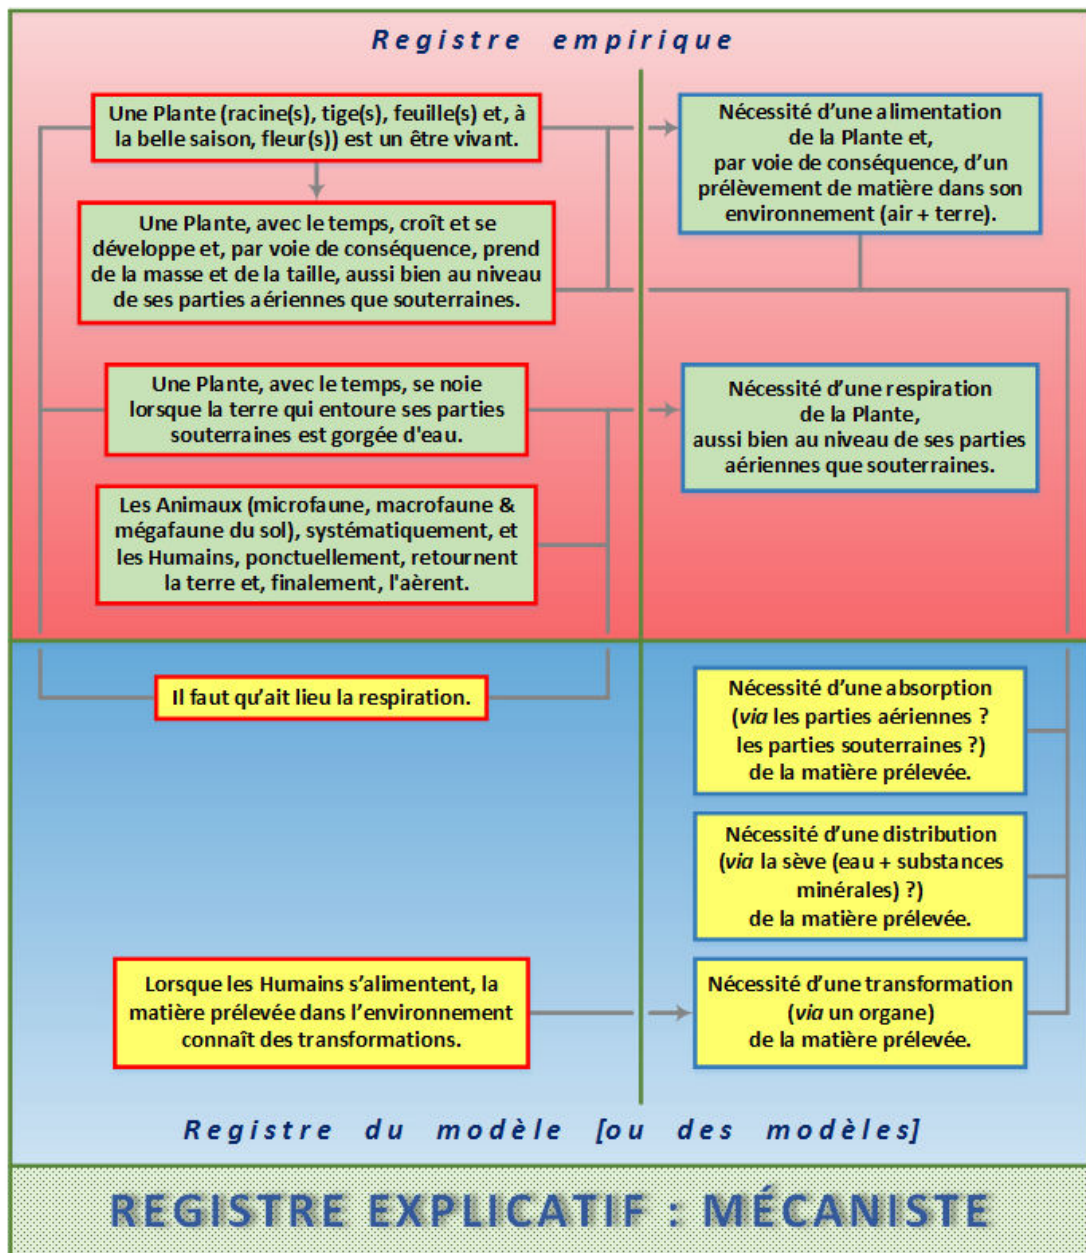 Registre empirique
Une Plante (racine(s), tige(s), feuille(s) et, à
la belle saison, fleur(s)) est un être vivant.
Nécessité d'une alimentation
de la Plante et,
par voie de conséquence, d'un
prélèvement de matière dans son
environnement (air + terre).
Une Plante, avec le temps, croît et se
développe et, par voie de conséquence, prend
de la masse et de la taille, aussi bien au niveau
de ses parties aériennes que souterraines.
Une Plante, avec le temps, se noie
lorsque la terre qui entoure ses parties
souterraines est gorgée d'eau.
Nécessité d'une respiration
de la Plante,
aussi bien au niveau de ses parties
aériennes que souterraines.
Les Animaux (microfaune, macrofaune &
mégafaune du sol), systématiquement, et
les Humains, ponctuellement, retournent
la terre et, finalement, l'aèrent.
Il faut qu'ait lieu la respiration.
Nécessité d'une absorption
(via les parties aériennes ?
les parties souterraines ?)
de la matière prélevée.
Nécessité d'une distribution
(via la sève (eau + substances
minérales) ?)
de la matière prélevée.
Lorsque les Humains s'alimentent, la
matière prélevée dans l'environnement
connaît des transformations.
Nécessité d'une transformation
(via un organe)
de la matière prélevée.
Registre du modèle [ou des modèles]
REGISTRE EXPLICATIF : MÉCANISTE